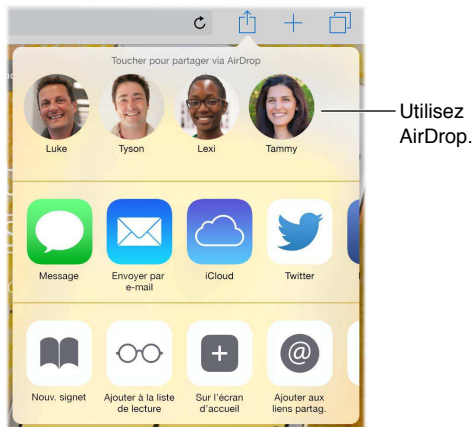 Toucher pour partager via AirDrop
Luke
Tyson
Lexi
Tammy
Utilisez
AirDrop.
Message
Envoyer par
e-mail
iCloud
Twitter
Nouv. signet
Ajouter à la liste
de lecture
Sur l'écran
d'accueil
Ajouter aux
liens partag.